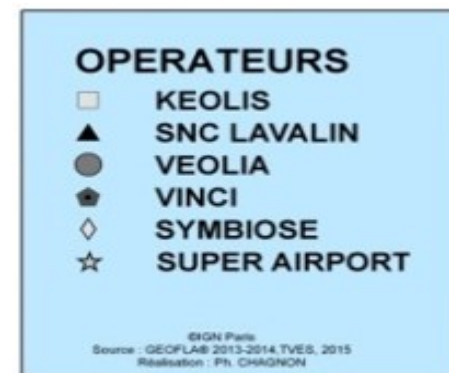 OPERATEURS
KEOLIS
SNC LAVALIN
VEOLIA
VINCI
SYMBIOSE
SUPER AIRPORT
©IGN Paris
Source : GEOFLA® 2013-2014.TVES, 2015
Réalisation : Ph. CHAGNON